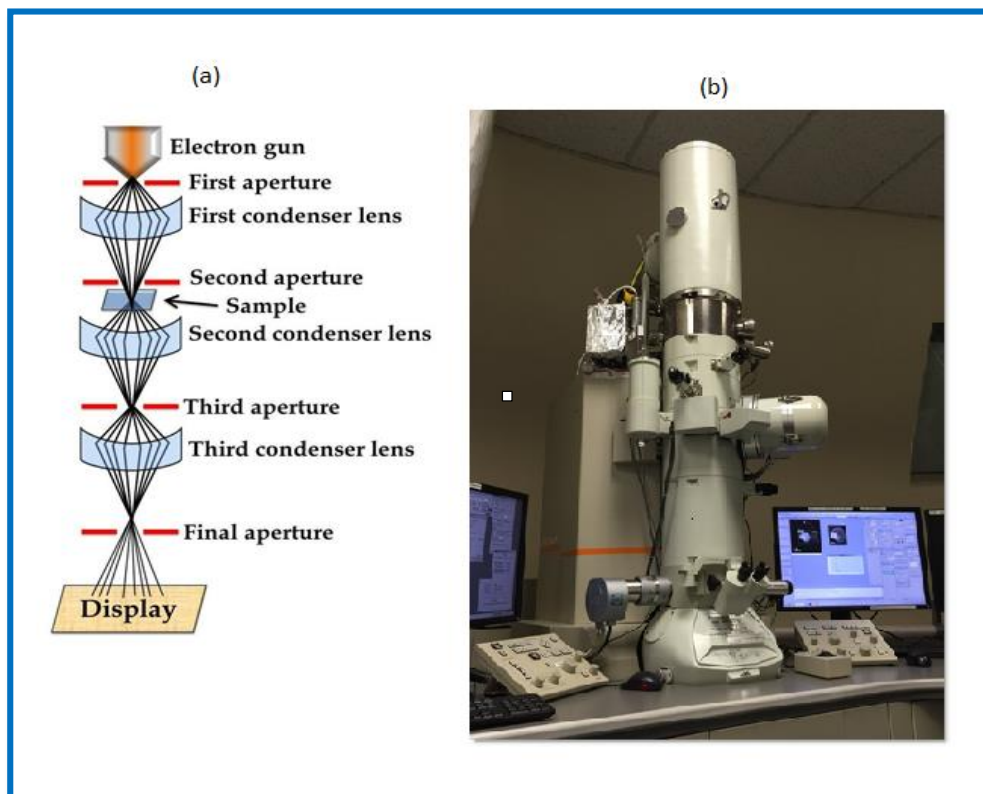 (a)
Electron gun
First aperture
First condenser lens
Second aperture
Sample
Second condenser lens
Third aperture
Third condenser lens
Final aperture
Display
(b)